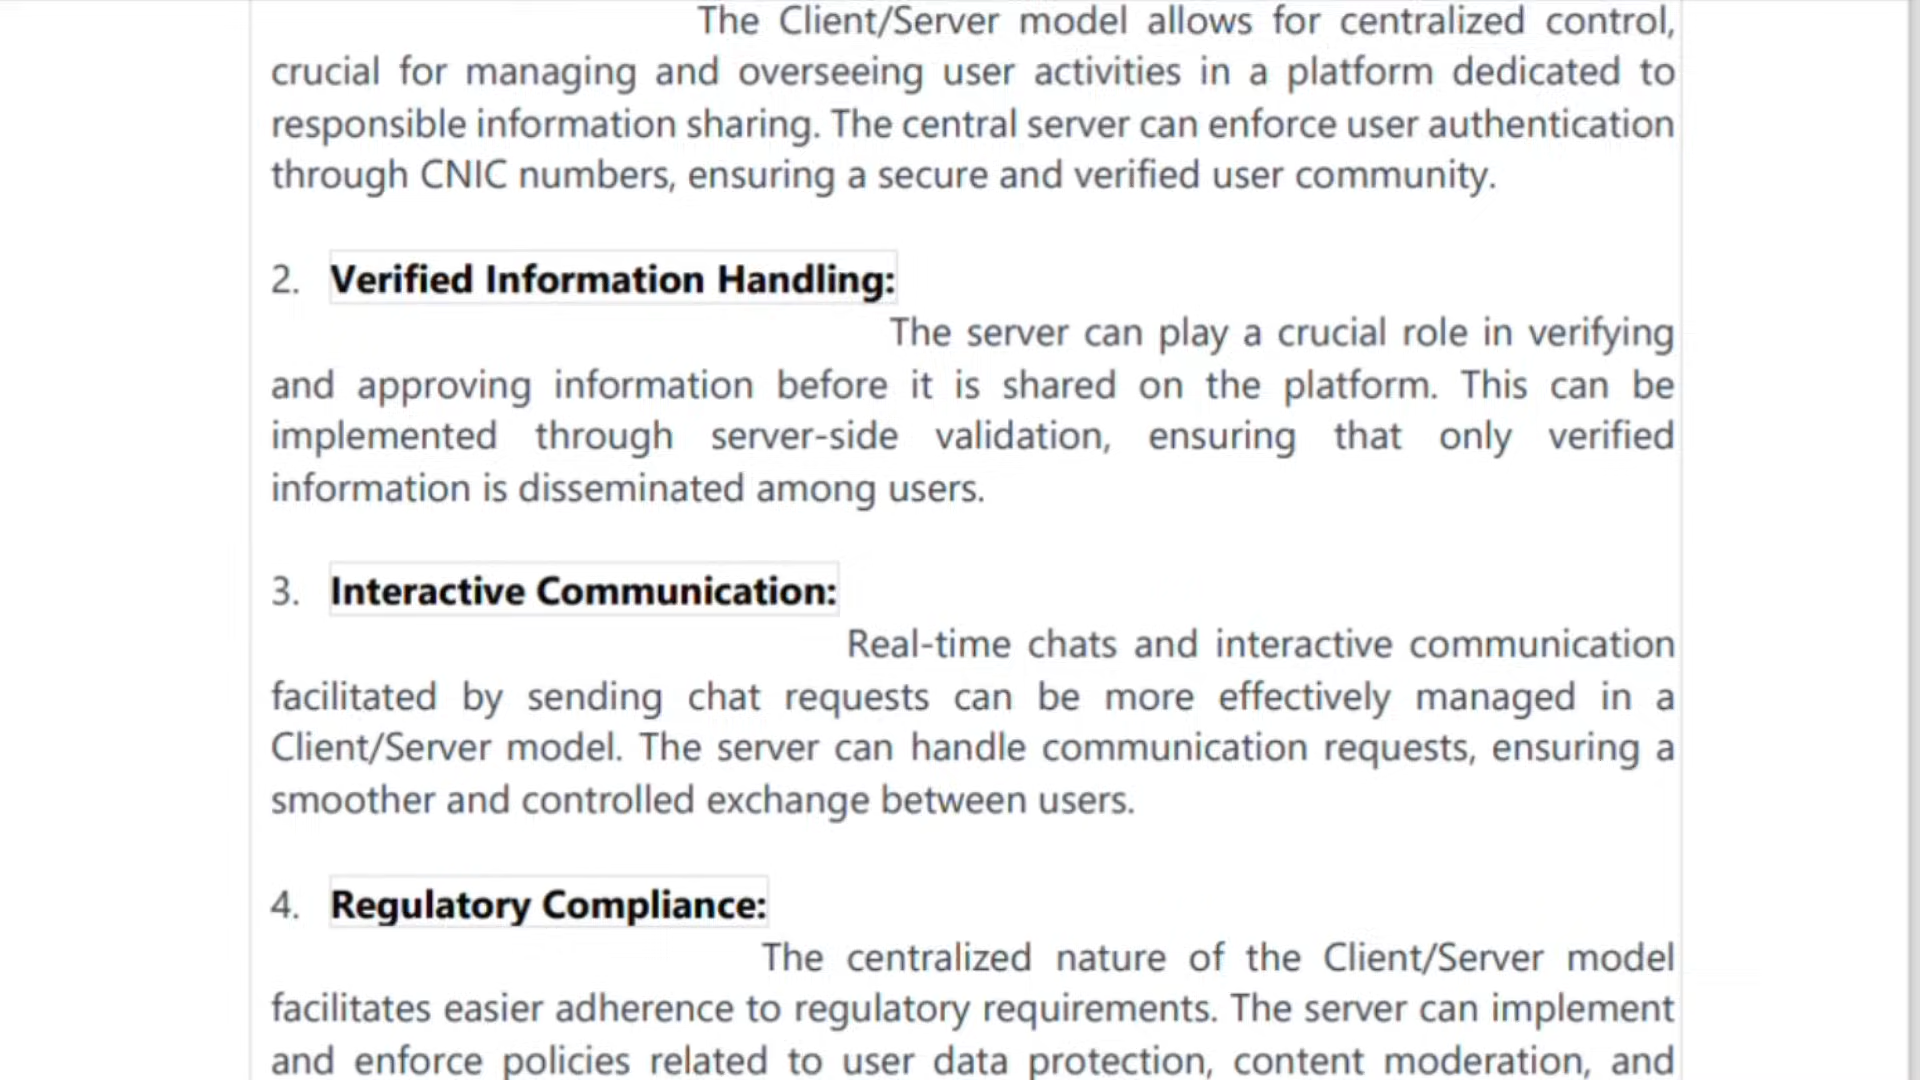 The Client/Server model allows for centralized control,
crucial for managing and overseeing user activities in a platform dedicated to
responsible information sharing. The central server can enforce user authentication
through CNIC numbers, ensuring a secure and verified user community.
2. Verified Information Handling:
The server can play a crucial role in verifying
and approving information before it is shared on the platform. This can be
implemented through server-side validation, ensuring that only verified
information is disseminated among users.
3. Interactive Communication:
Real-time chats and interactive communication
facilitated by sending chat requests can be more effectively managed in a
Client/Server model. The server can handle communication requests, ensuring a
smoother and controlled exchange between users.
4. Regulatory Compliance:
The centralized nature of the Client/Server model
facilitates easier adherence to regulatory requirements. The server can implement
and enforce policies related to user data protection, content moderation, and